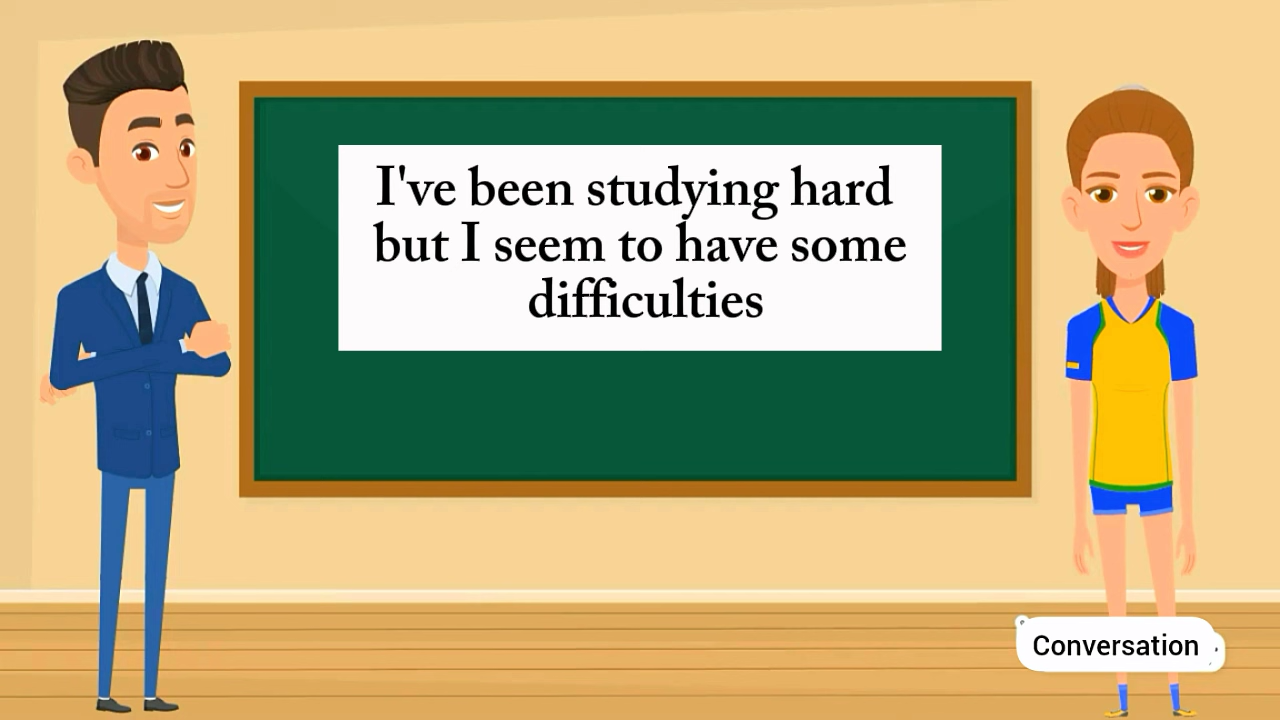 I've been studying hard
but I seem to have some
difficulties
Conversation